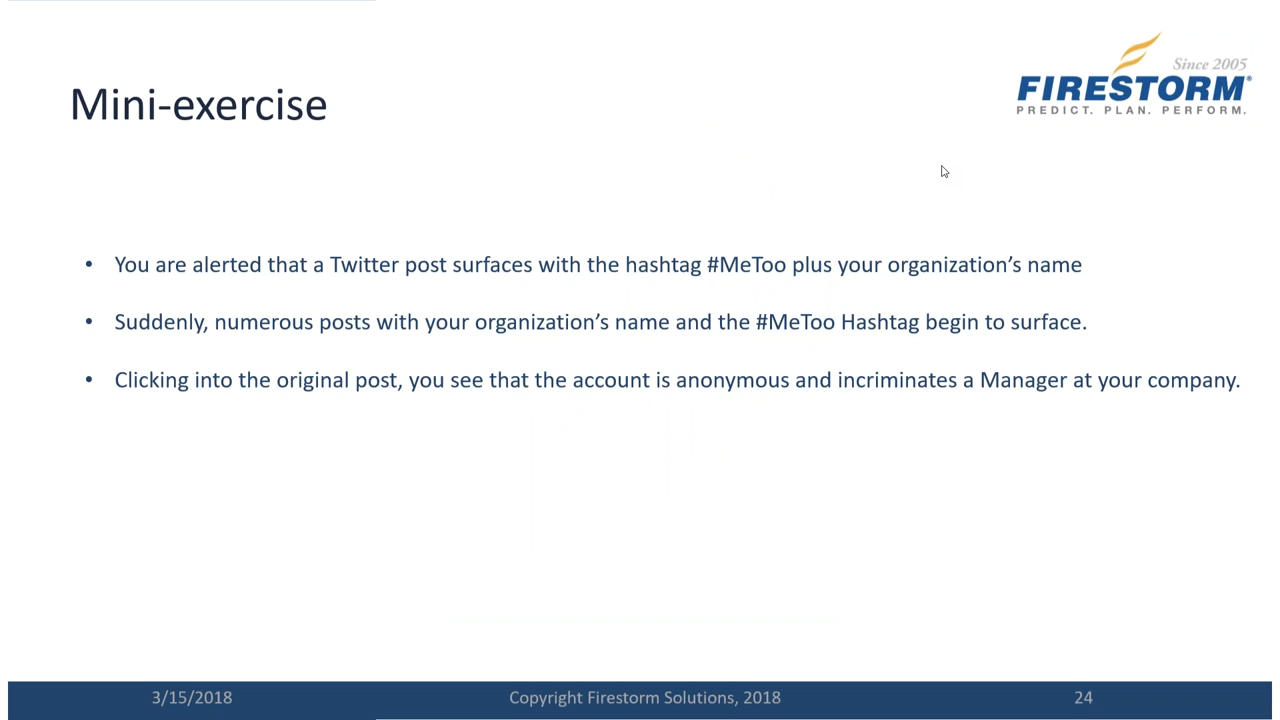 Since 2005
FIRESTORM®
PREDICT. PLAN. PERFORM.
Mini-exercise
• You are alerted that a Twitter post surfaces with the hashtag #MeToo plus your organization’s name
• Suddenly, numerous posts with your organization’s name and the #MeToo Hashtag begin to surface.
• Clicking into the original post, you see that the account is anonymous and incriminates a Manager at your company.
3/15/2018
Copyright Firestorm Solutions, 2018
24